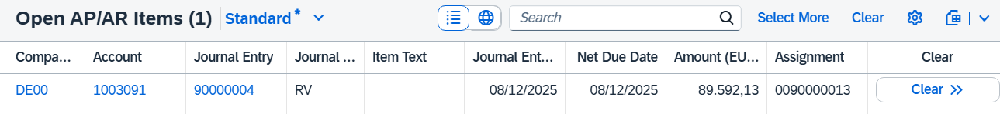 Open AP/AR Items (1) Standard * Search Select More Clear
Compa... Account Journal Entry Journal ... Item Text Journal Ent... Net Due Date Amount (EU... Assignment Clear
DE00 1003091 90000004 RV 08/12/2025 08/12/2025 89.592,13 0090000013 Clear